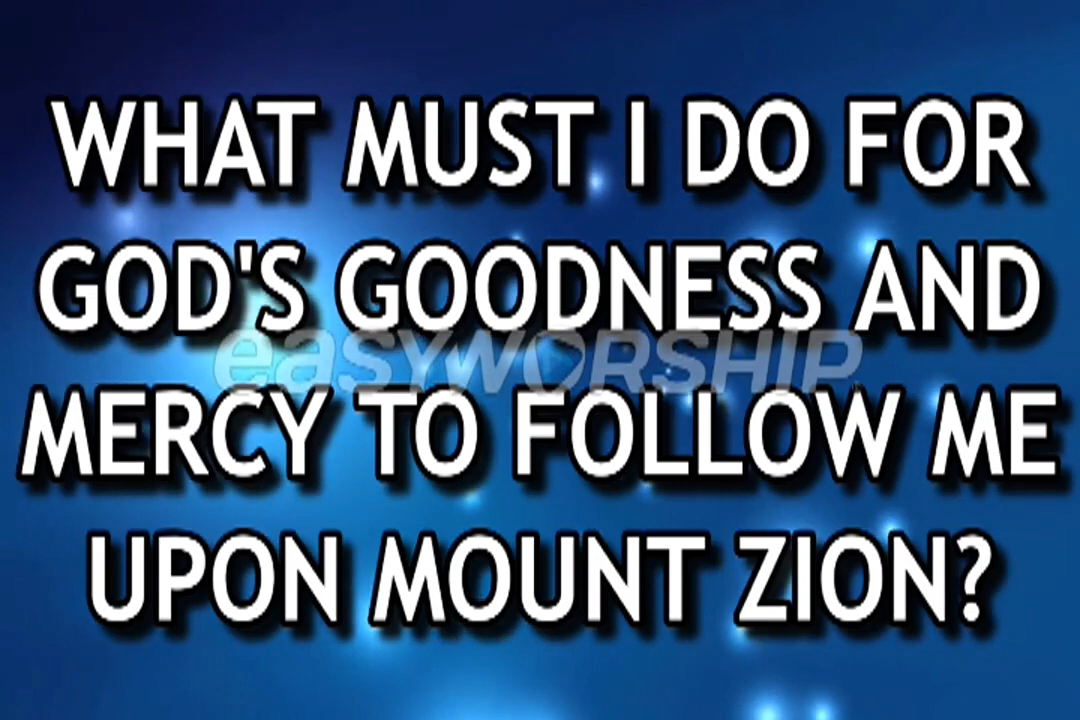 WHAT MUST I DO FOR
GOD'S GOODNESS AND
easyworship
MERCY TO FOLLOW ME
UPON MOUNT ZION?